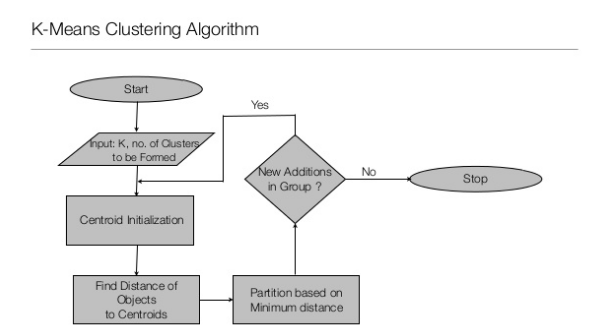 K-Means Clustering Algorithm
Start
Yes
Input: K, no. of Clusters
to be Formed
New Additions
in Group ?
No
Stop
Centroid Initialization
Find Distance of
Objects
to Centroids
Partition based on
Minimum distance